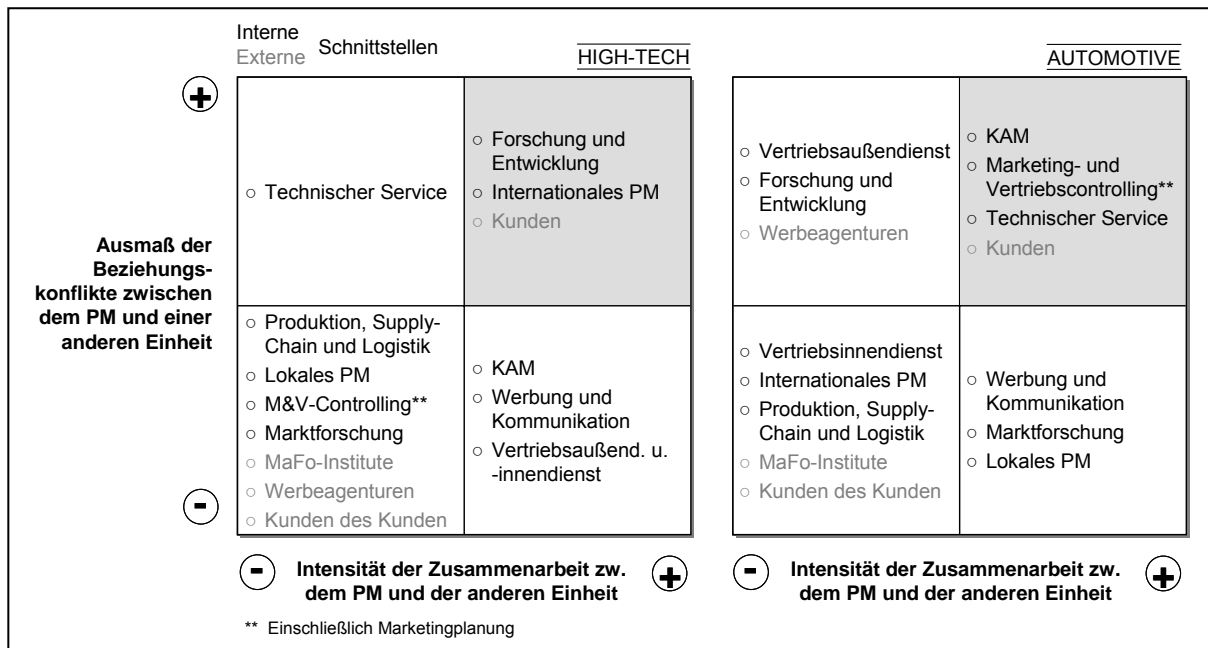 Interne
Externe
Schnittstellen
HIGH-TECH
AUTOMOTIVE
+
-
Ausmaß der
Beziehungs-
konflikte zwischen
dem PM und einer
anderen Einheit
○ Technischer Service
○ Forschung und
Entwicklung
○ Internationales PM
○ Kunden
○ Produktion, Supply-
Chain und Logistik
○ Lokales PM
○ M&V-Controlling**
○ Marktforschung
○ MaFo-Institute
○ Werbeagenturen
○ Kunden des Kunden
○ KAM
○ Werbung und
Kommunikation
○ Vertriebsaußend. u.
-innendienst
○ Vertriebsaußendienst
○ Forschung und
Entwicklung
○ Werbeagenturen
○ KAM
○ Marketing- und
Vertriebscontrolling**
○ Technischer Service
○ Kunden
○ Vertriebsinnendienst
○ Internationales PM
○ Produktion, Supply-
Chain und Logistik
○ MaFo-Institute
○ Kunden des Kunden
○ Werbung und
Kommunikation
○ Marktforschung
○ Lokales PM
- Intensität der Zusammenarbeit zw. +
dem PM und der anderen Einheit
- Intensität der Zusammenarbeit zw. +
dem PM und der anderen Einheit
** Einschließlich Marketingplanung